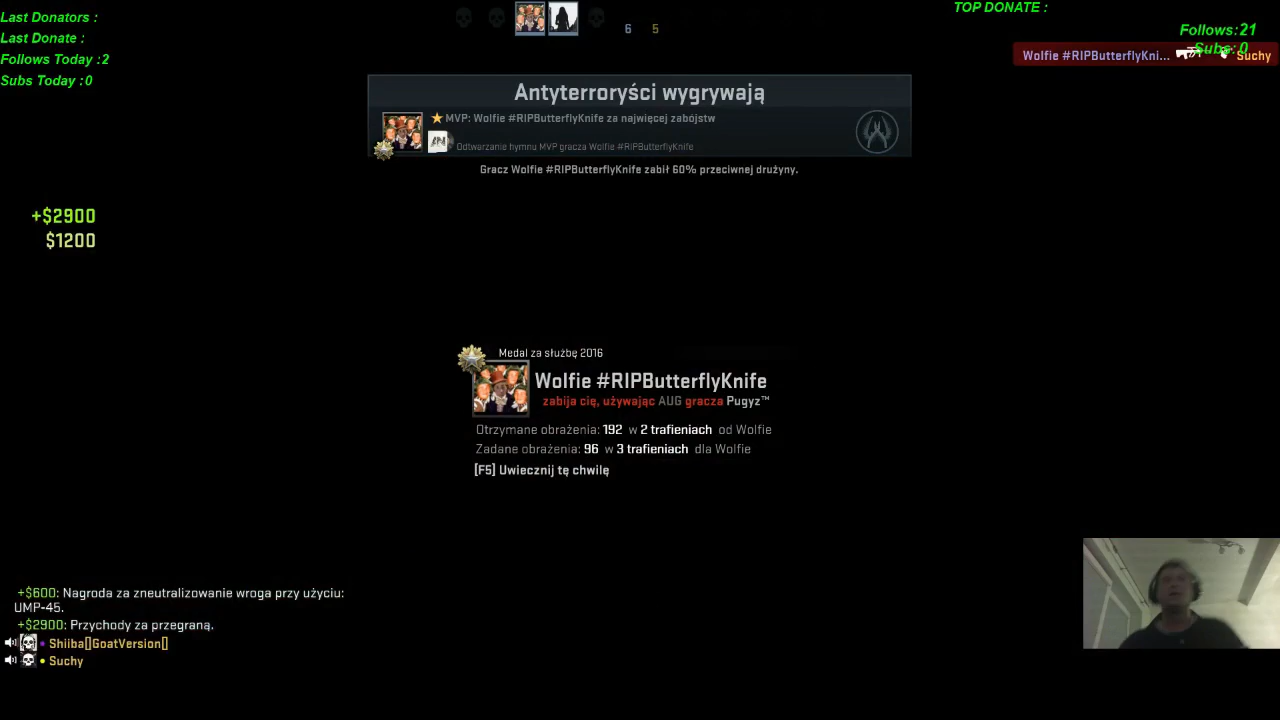 Last Donators :
Last Donate :
Follows Today :2
Subs Today :0
6 5
TOP DONATE :
Follows:21
Subs:0
Wolfie #RIPButterflyKni... Suchy
Antyterroryści wygrywają
MVP: Wolfie #RIPButterflyKnife za najwięcej zabójstw
Odtwarzanie hymnu MVP gracza Wolfie #RIPButterflyKnife
Gracz Wolfie #RIPButterflyKnife zabił 60% przeciwnej drużyny.
+$2900
$1200
Medal za służbę 2016
Wolfie #RIPButterflyKnife
zabija cię, używając AUG gracza Pugyz™
Otrzymane obrażenia: 192 w 2 trafieniach od Wolfie
Zadane obrażenia: 96 w 3 trafieniach dla Wolfie
[F5] Uwiecznij tę chwilę
+$600: Nagroda za zneutralizowanie wroga przy użyciu:
UMP-45.
+$2900: Przychody za przegraną.
Shiiba[]GoatVersion[]
Suchy